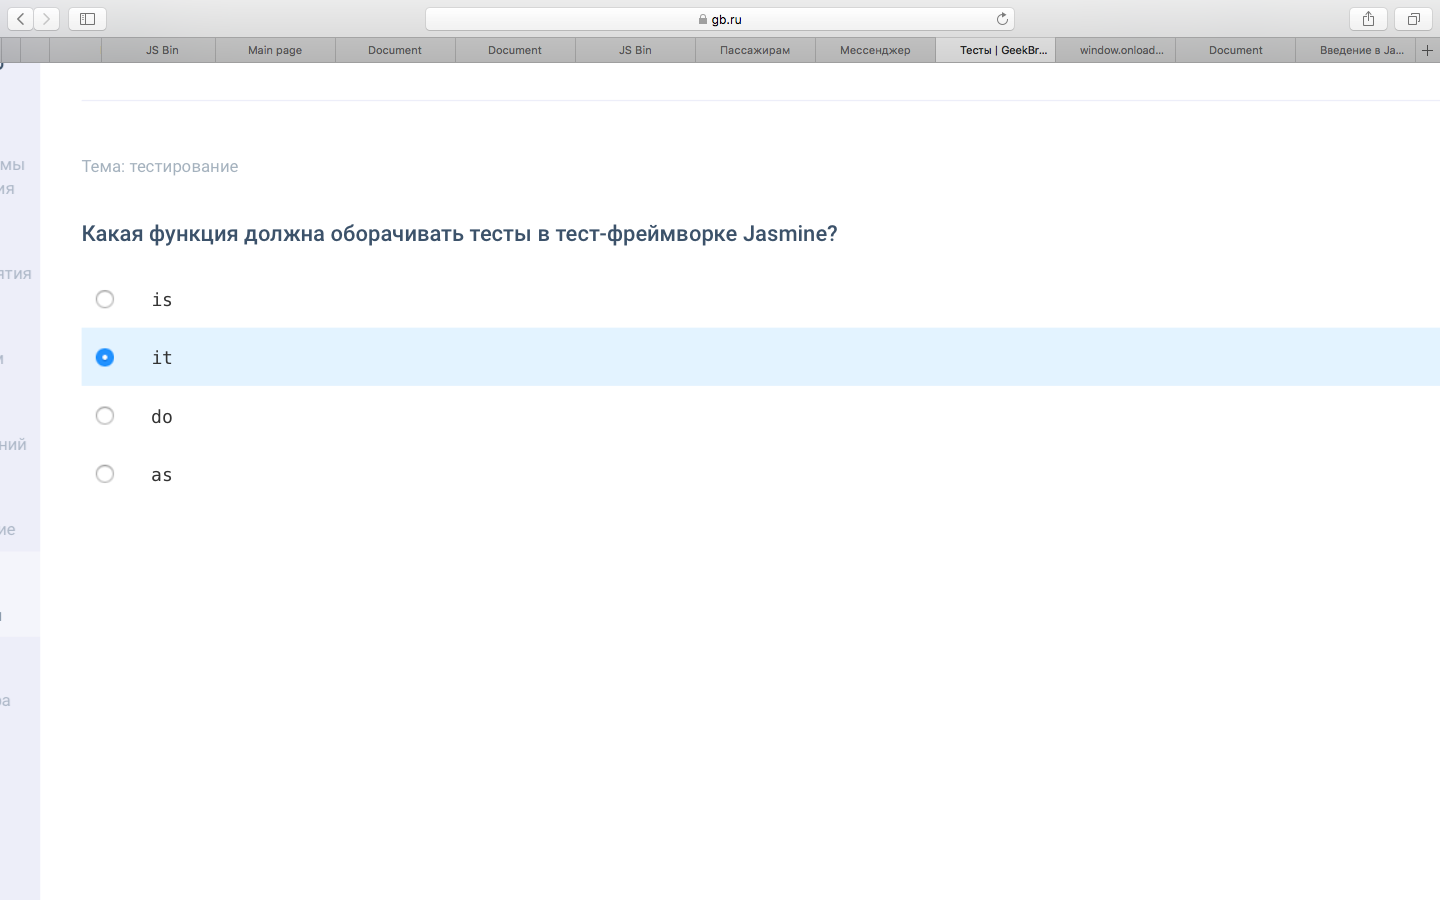 gb.ru
JS Bin
Main page
Document
Document
JS Bin
Пассажирам
Мессенджер
Тесты | GeekBr...
window.onload...
Document
Введение в Ja...
мы
ия
ятия
ний
ие
ра
Тема: тестирование
Какая функция должна оборачивать тесты в тест-фреймворке Jasmine?
is
it
do
as